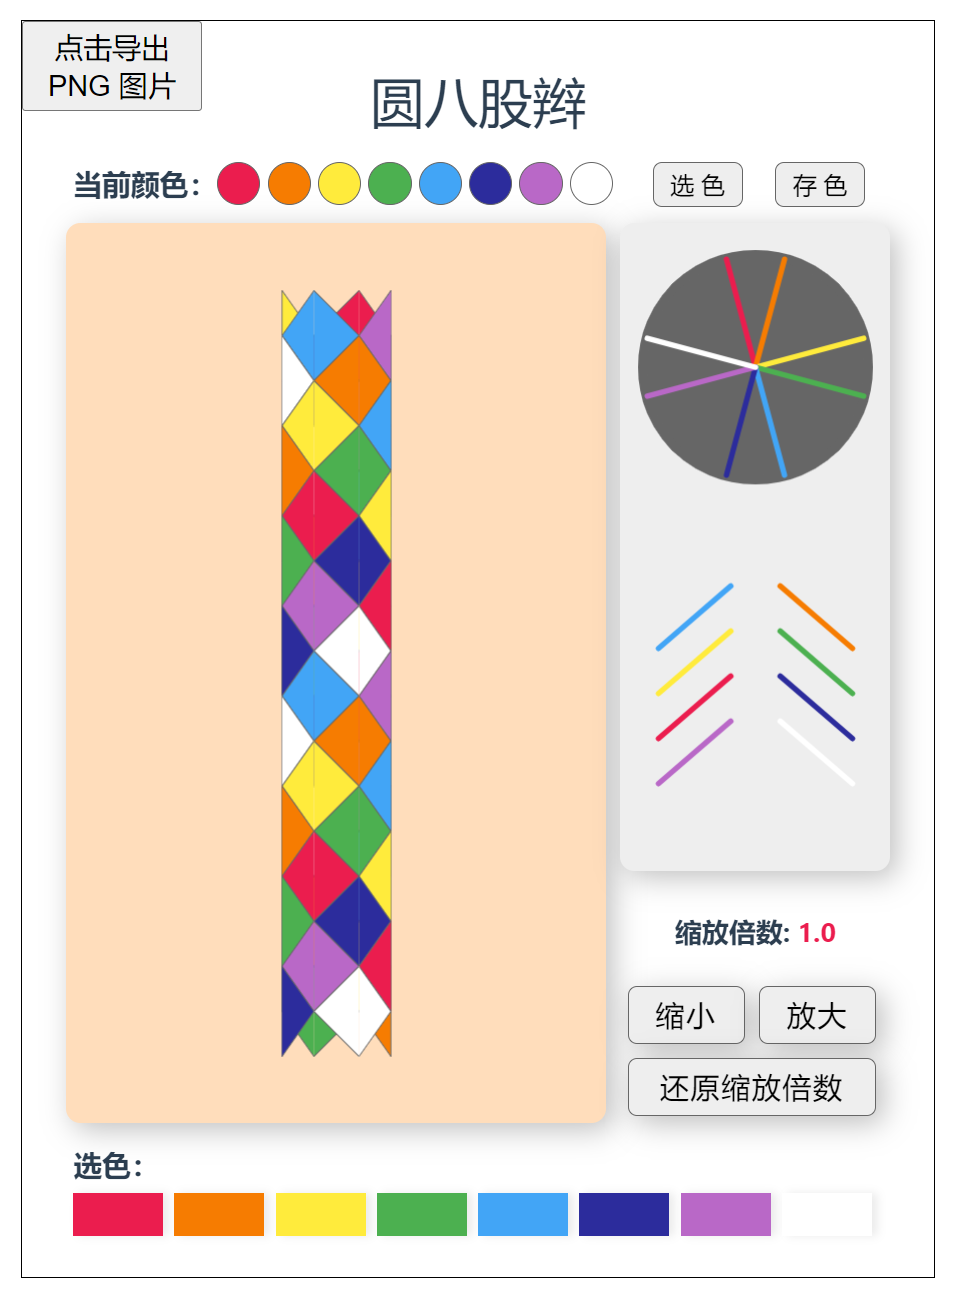 点击导出
PNG 图片
圆八股辫
当前颜色：
选 色
存 色
缩放倍数: 1.0
缩小
放大
还原缩放倍数
选色：